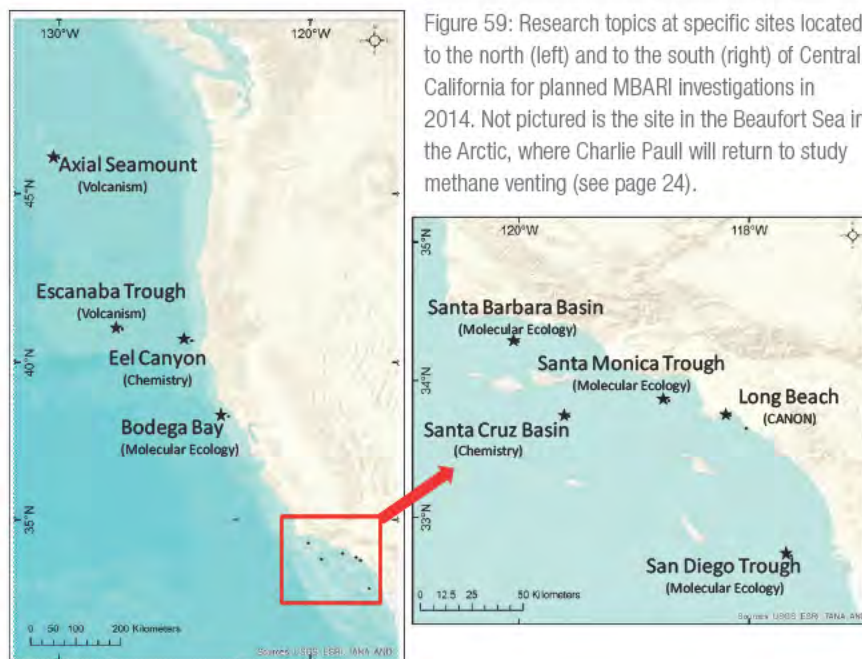 Figure 59: Research topics at specific sites located
to the north (left) and to the south (right) of Central
California for planned MBARI investigations in
2014. Not pictured is the site in the Beaufort Sea in
the Arctic, where Charlie Paull will return to study
methane venting (see page 24).
130°W
120°W
45°N
40°N
35°N
Axial Seamount
(Volcanism)
Escanaba Trough
(Volcanism)
Eel Canyon
(Chemistry)
Bodega Bay
(Molecular Ecology)
0 50 100 200 Kilometers
Sources USGS ESRI TANA AND
120°W
118°W
35°N
34°N
33°N
Santa Barbara Basin
(Molecular Ecology)
Santa Monica Trough
(Molecular Ecology)
Long Beach
(CANON)
Santa Cruz Basin
(Chemistry)
San Diego Trough
(Molecular Ecology)
0 12.5 25 50 Kilometers
Sources USGS ESRI TANA AND